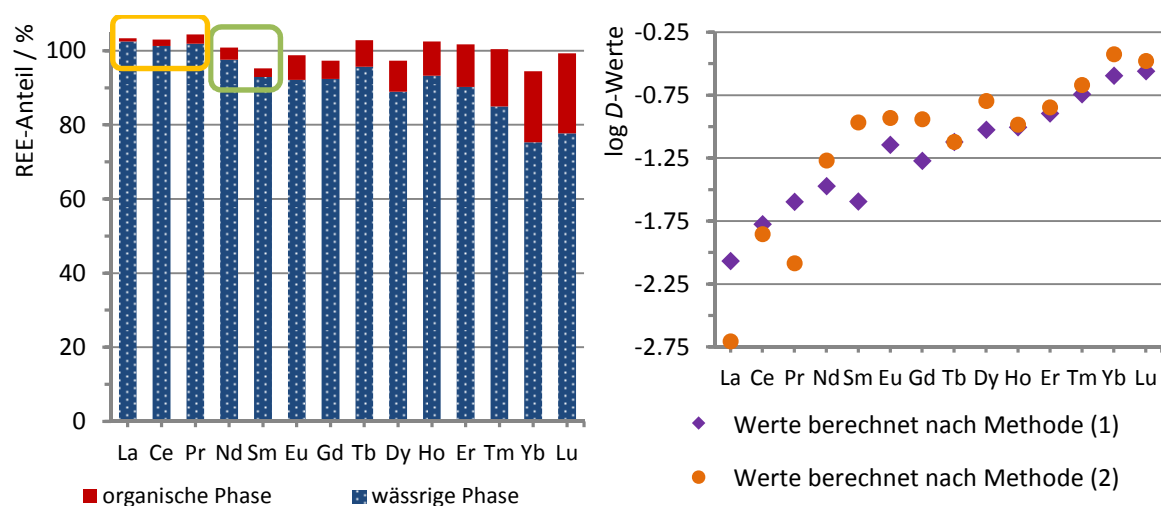 REE-Anteil / %
100
80
60
40
20
0
La Ce Pr Nd Sm Eu Gd Tb Dy Ho Er Tm Yb Lu
organische Phase wässrige Phase
log D-Werte
-0.25
-0.75
-1.25
-1.75
-2.25
-2.75
La Ce Pr Nd Sm Eu Gd Tb Dy Ho Er Tm Yb Lu
Werte berechnet nach Methode (1)
Werte berechnet nach Methode (2)